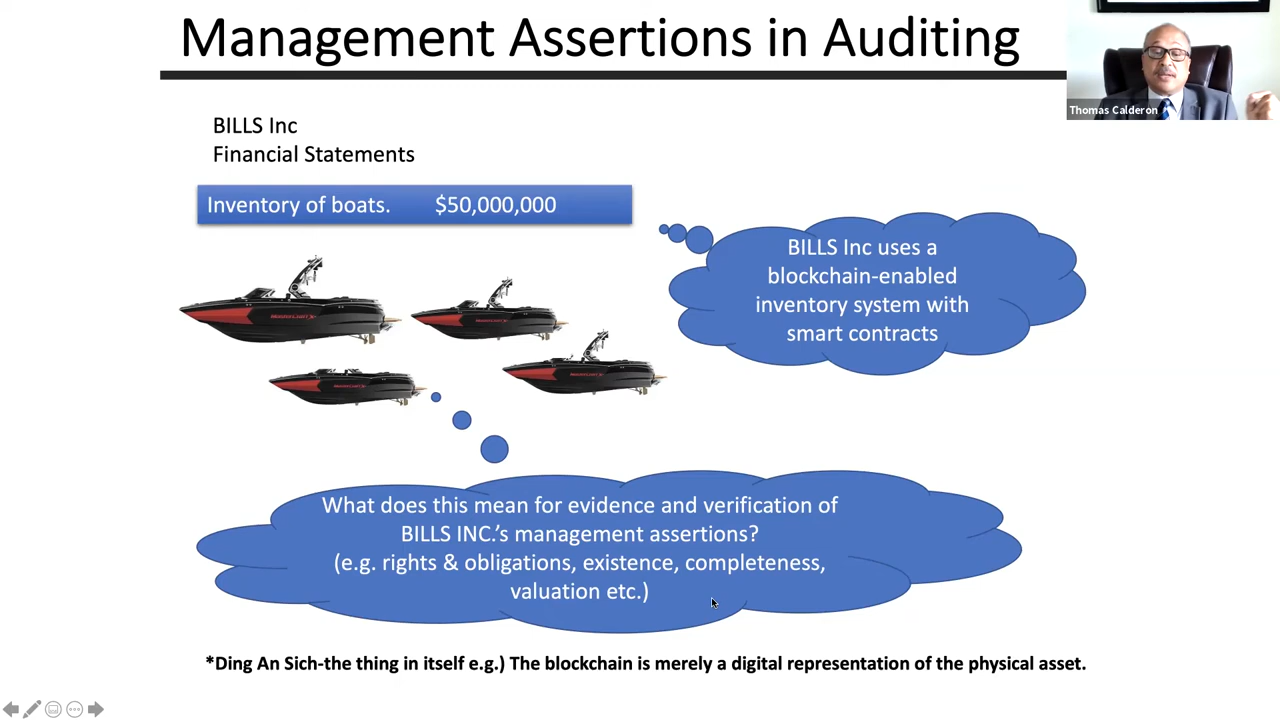 Management Assertions in Auditing
Thomas Calderon
BILLS Inc
Financial Statements
Inventory of boats. $50,000,000
BILLS Inc uses a
blockchain-enabled
inventory system with
smart contracts
What does this mean for evidence and verification of
BILLS INC.’s management assertions?
(e.g. rights & obligations, existence, completeness,
valuation etc.)
*Ding An Sich-the thing in itself e.g.) The blockchain is merely a digital representation of the physical asset.